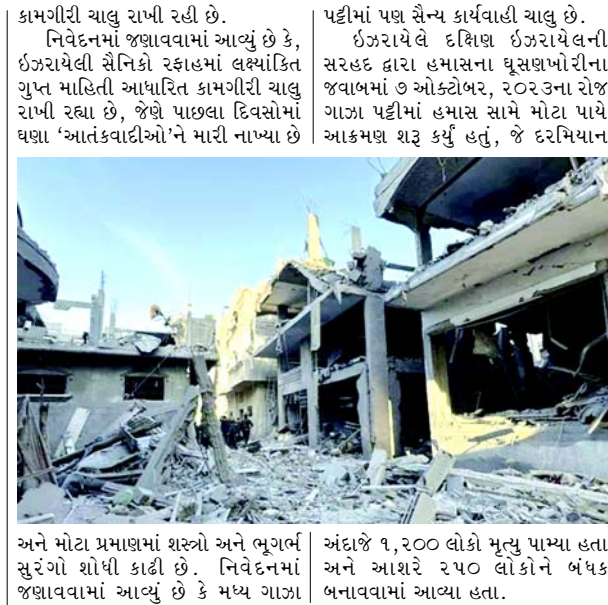 કામગીરી ચાલુ રાખી રહી છે.
નિવેદનમાં જણાવવામાં આવ્યું છે કે,
ઇઝરાયેલી સૈનિકો રફાહમાં લક્ષ્યાંકિત
ગુપ્ત માહિતી આધારિત કામગીરી ચાલુ
રાખી રહ્યા છે, જેણે પાછલા દિવસોમાં
ઘણા ‘આતંકવાદીઓ’ને મારી નાખ્યા છે
અને મોટા પ્રમાણમાં શસ્ત્રો અને ભૂગર્ભ
સુરંગો શોધી કાઢી છે. નિવેદનમાં
જણાવવામાં આવ્યું છે કે મધ્ય ગાઝા
પટ્ટીમાં પણ સૈન્ય કાર્યવાહી ચાલુ છે.
ઇઝરાયેલે દક્ષિણ ઇઝરાયેલની
સરહદ દ્વારા હમાસના ઘૂસણખોરીના
જવાબમાં ૭ ઓક્ટોબર, ૨૦૨૩ના રોજ
ગાઝા પટ્ટીમાં હમાસ સામે મોટા પાયે
આક્રમણ શરૂ કર્યું હતું, જે દરમિયાન
અંદાજે ૧,૨૦૦ લોકો મૃત્યુ પામ્યા હતા
અને આશરે ૨૫૦ લોકોને બંધક
બનાવવામાં આવ્યા હતા.